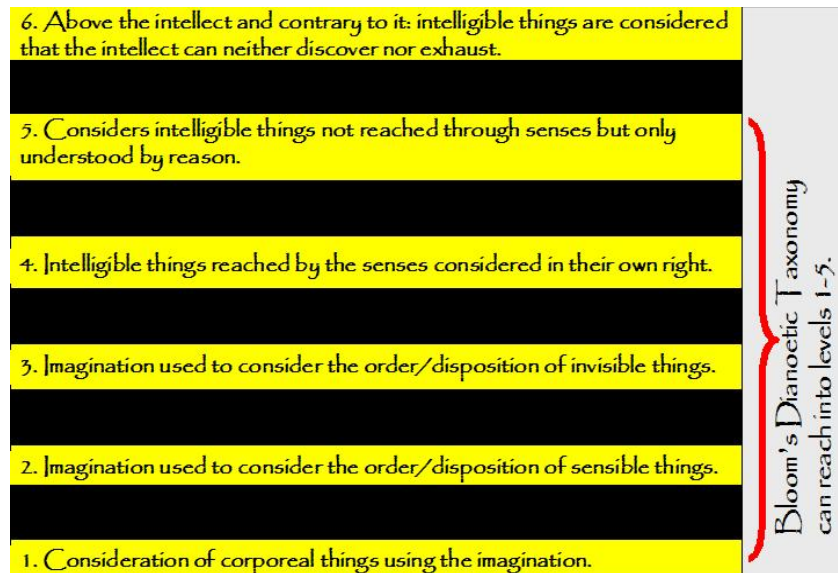 6. Above the intellect and contrary to it: intelligible things are considered
that the intellect can neither discover nor exhaust.
5. Considers intelligible things not reached through senses but only
understood by reason.
4. Intelligible things reached by the senses considered in their own right.
3. Imagination used to consider the order/disposition of invisible things.
2. Imagination used to consider the order/disposition of sensible things.
1. Consideration of corporeal things using the imagination.
Bloom's Dianoetic Taxonomy
can reach into levels 1-5.